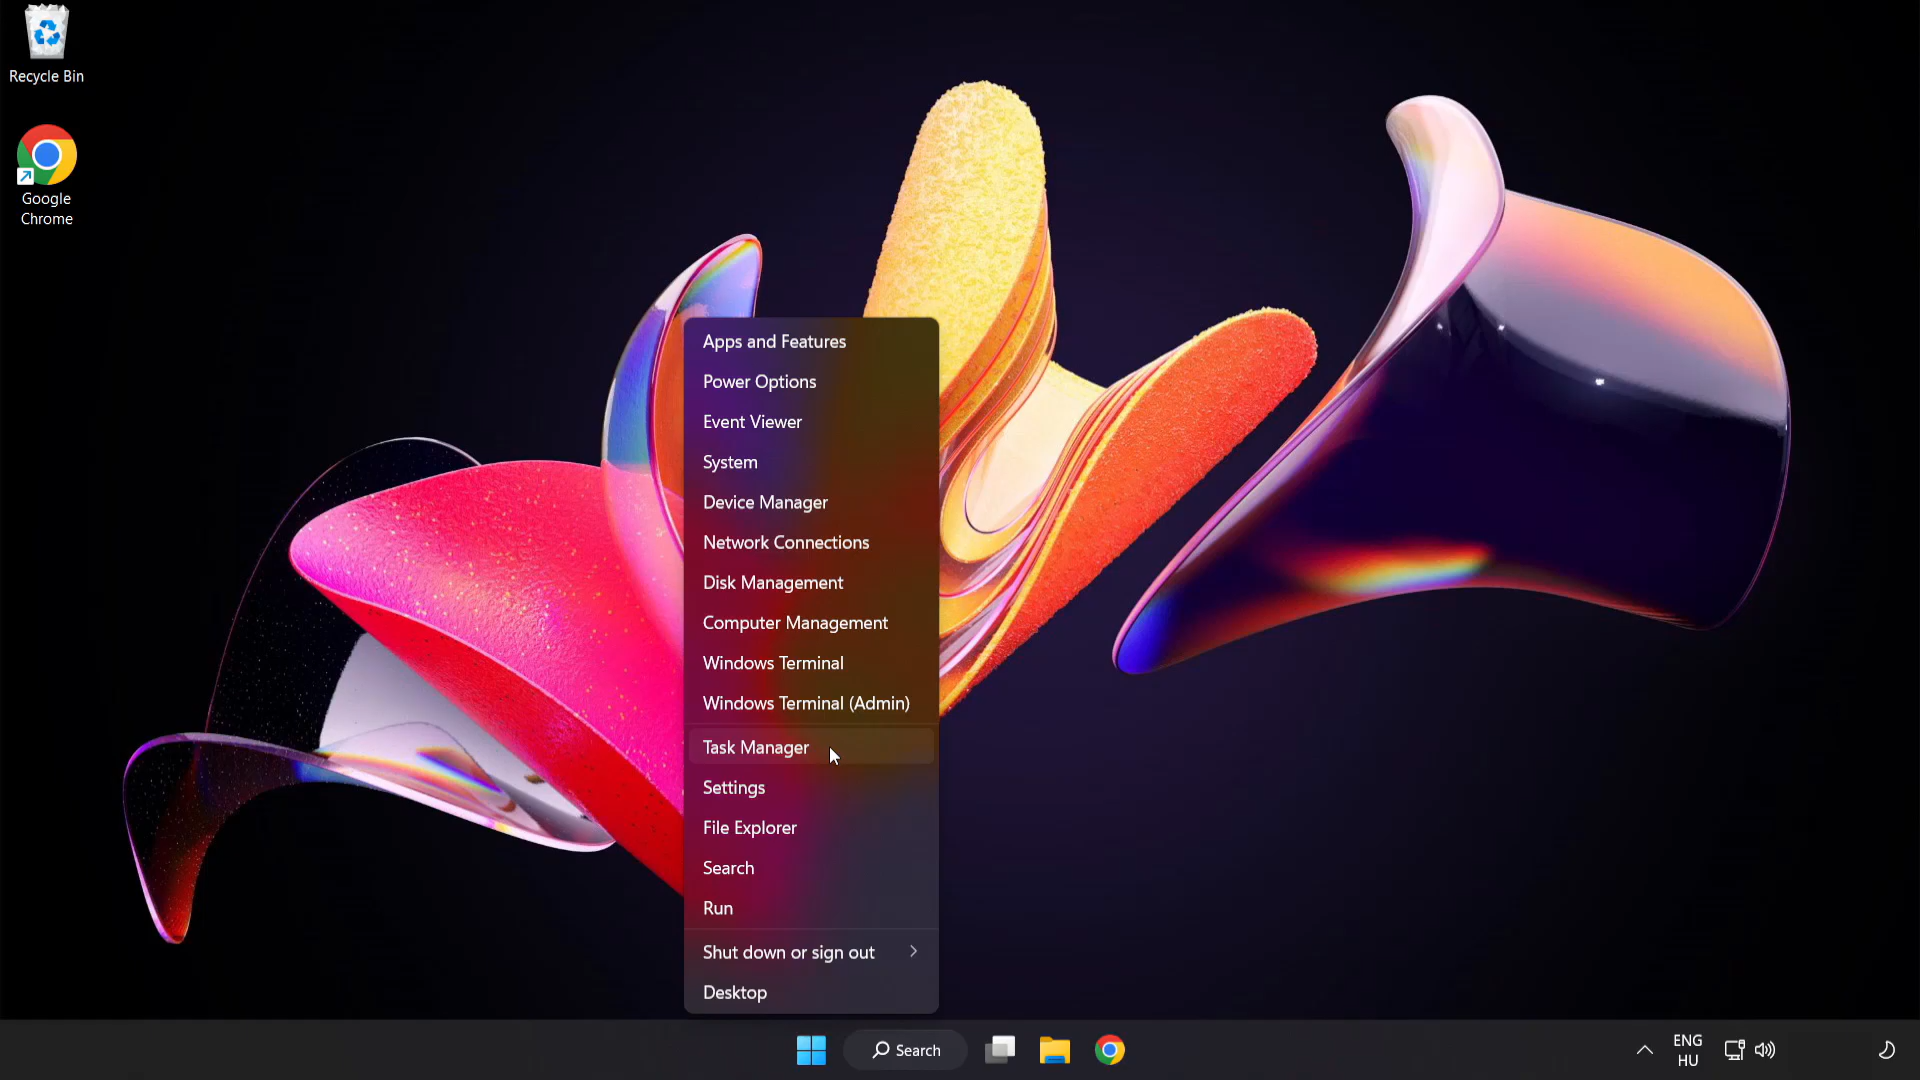 Recycle Bin
Google
Chrome
Apps and Features
Power Options
Event Viewer
System
Device Manager
Network Connections
Disk Management
Computer Management
Windows Terminal
Windows Terminal (Admin)
Task Manager
Settings
File Explorer
Search
Run
Shut down or sign out
Desktop
Search
ENG
HU